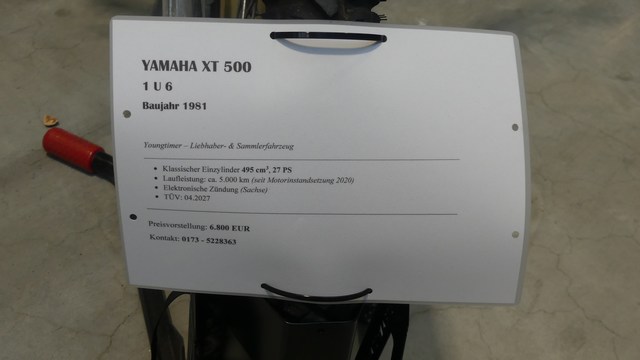 YAMAHA XT 500
1 U 6
Baujahr 1981
Youngtimer – Liebhaber- & Sammlerfahrzeug
• Klassischer Einzylinder 495 cm³, 27 PS
• Laufleistung: ca. 5.000 km (seit Motorinstandsetzung 2020)
• Elektronische Zündung (Sachse)
• TÜV: 04.2027
Preisvorstellung: 6.800 EUR
Kontakt: 0173 - 5228363